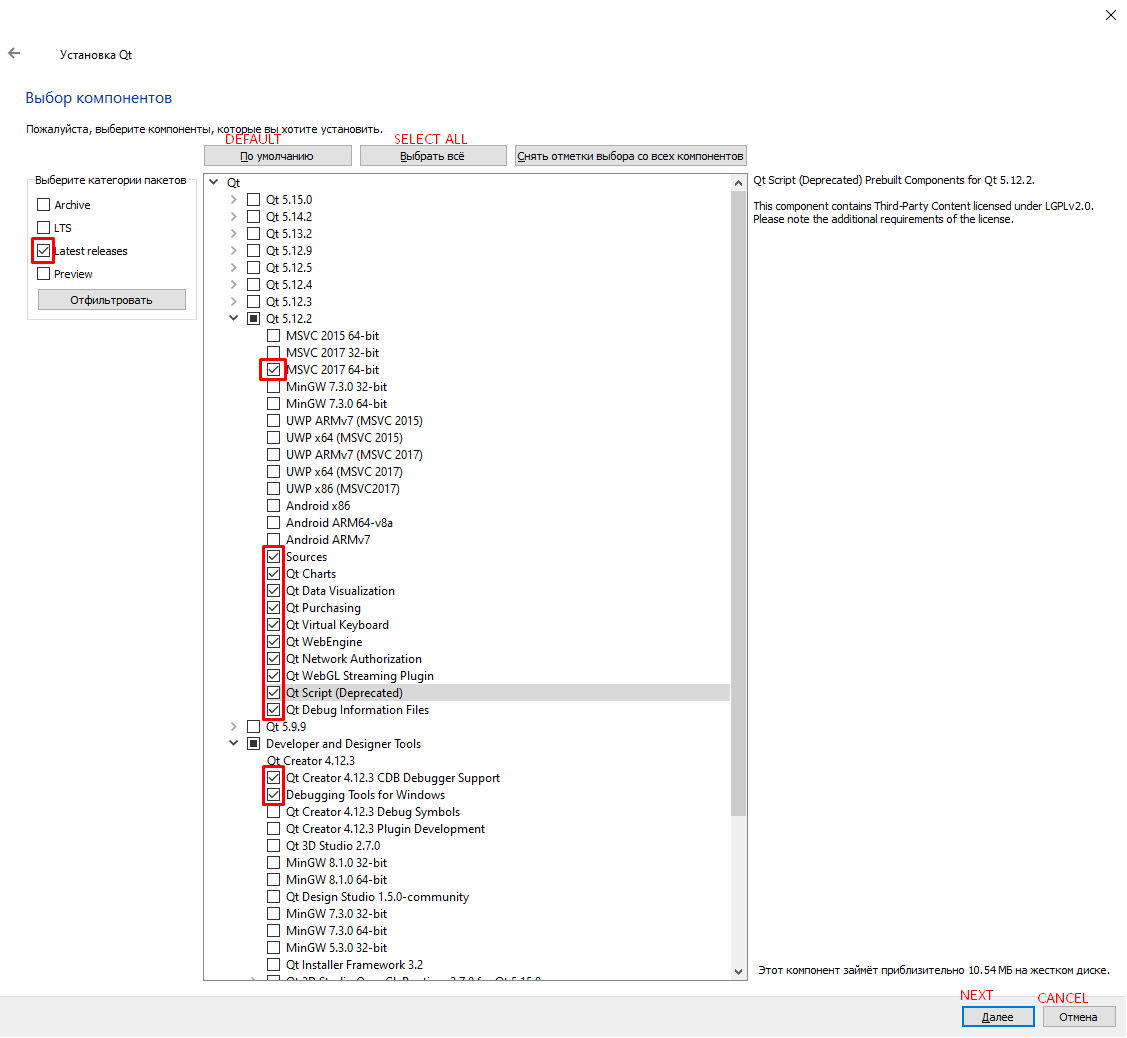 Установка Qt
Выбор компонентов
Пожалуйста, выберите компоненты, которые вы хотите установить.
DEFAULT SELECT ALL
По умолчанию Выбрать всё Снять отметки выбора со всех компонентов
Выберите категории пакетов
Archive
LTS
Latest releases
Preview
Отфильтровать
Qt
Qt 5.15.0
Qt 5.14.2
Qt 5.13.2
Qt 5.12.9
Qt 5.12.5
Qt 5.12.4
Qt 5.12.3
Qt 5.12.2
MSVC 2015 64-bit
MSVC 2017 32-bit
MSVC 2017 64-bit
MinGW 7.3.0 32-bit
MinGW 7.3.0 64-bit
UWP ARMv7 (MSVC 2015)
UWP x64 (MSVC 2015)
UWP ARMv7 (MSVC 2017)
UWP x64 (MSVC 2017)
UWP x86 (MSVC2017)
Android x86
Android ARM64-v8a
Android ARMv7
Sources
Qt Charts
Qt Data Visualization
Qt Purchasing
Qt Virtual Keyboard
Qt WebEngine
Qt Network Authorization
Qt WebGL Streaming Plugin
Qt Script (Deprecated)
Qt Debug Information Files
Qt 5.9.9
Developer and Designer Tools
Qt Creator 4.12.3
Qt Creator 4.12.3 CDB Debugger Support
Debugging Tools for Windows
Qt Creator 4.12.3 Debug Symbols
Qt Creator 4.12.3 Plugin Development
Qt 3D Studio 2.7.0
MinGW 8.1.0 32-bit
MinGW 8.1.0 64-bit
Qt Design Studio 1.5.0-community
MinGW 7.3.0 32-bit
MinGW 7.3.0 64-bit
MinGW 5.3.0 32-bit
Qt Installer Framework 3.2
Qt Script (Deprecated) Prebuilt Components for Qt 5.12.2.
This component contains Third-Party Content licensed under LGPLv2.0.
Please note the additional requirements of the license.
Этот компонент займёт приблизительно 10.54 МБ на жестком диске.
NEXT CANCEL
Далее Отмена